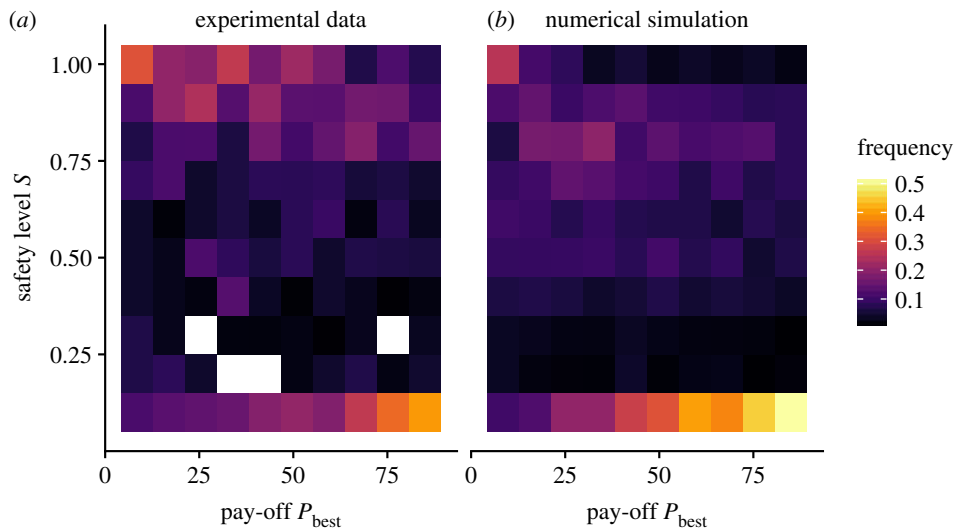 (a) experimental data
(b) numerical simulation
safety level S
1.00
0.75
0.50
0.25
0 25 50 75
pay-off P_best
0 25 50 75
pay-off P_best
frequency
0.5
0.4
0.3
0.2
0.1